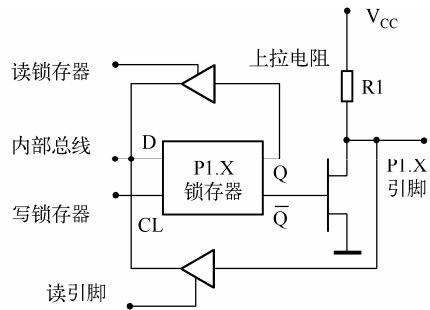 V_CC
读锁存器
上拉电阻
R1
内部总线
D
P1.X
锁存器
Q
P1.X
引脚
写锁存器
CL
Q̅
读引脚